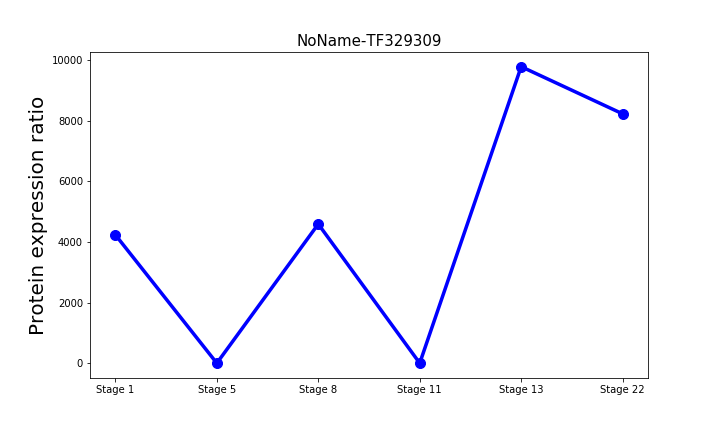 NoName-TF329309
Protein expression ratio
10000
8000
6000
4000
2000
0
Stage 1 Stage 5 Stage 8 Stage 11 Stage 13 Stage 22